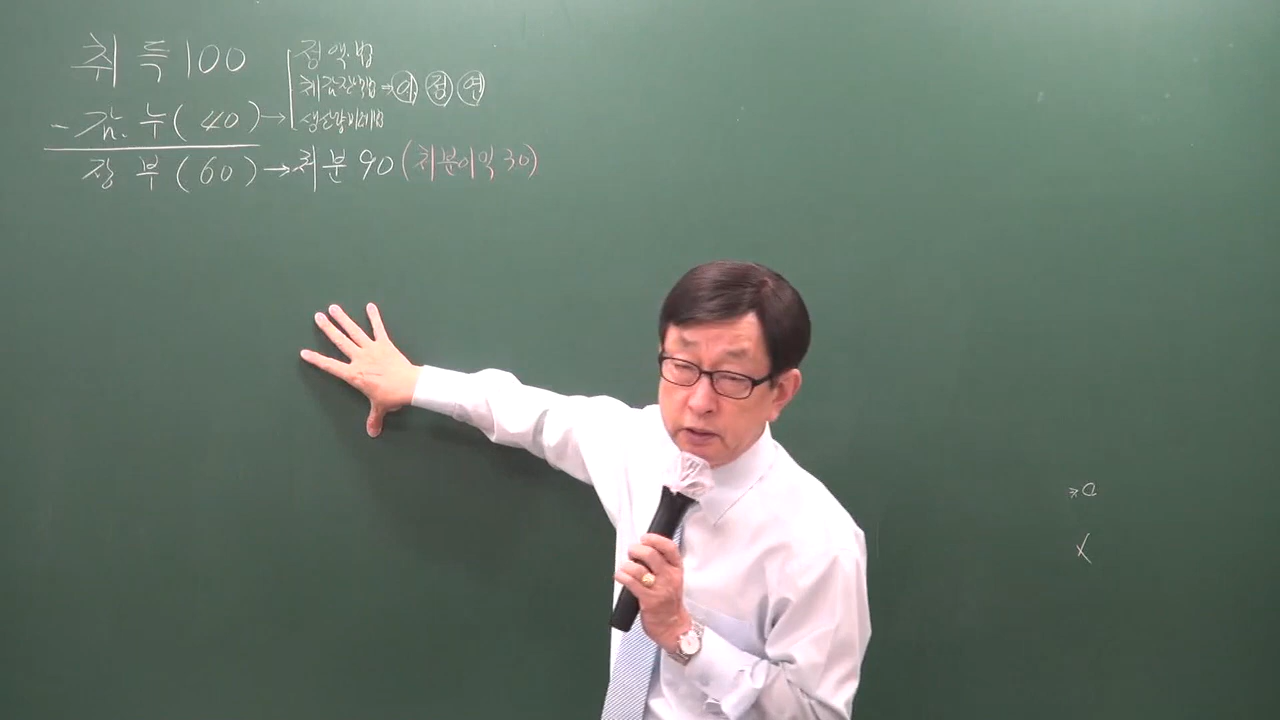 취 득 100
- 감. 누 (40) →
장 부 (60) → 처분 90 (처분이익 30)
정액법
체감잔액법 → 이 정 연
생산량비례법